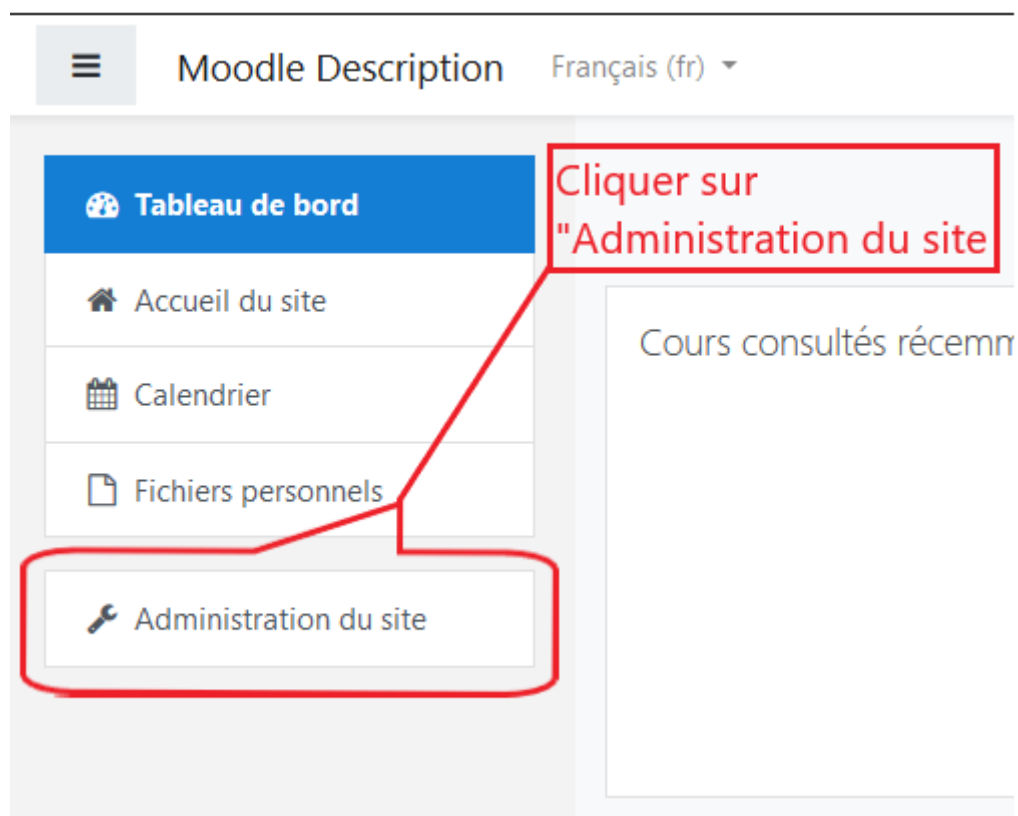 Moodle Description Français (fr)
Tableau de bord
Accueil du site
Calendrier
Fichiers personnels
Administration du site
Cliquer sur
"Administration du site
Cours consultés récem